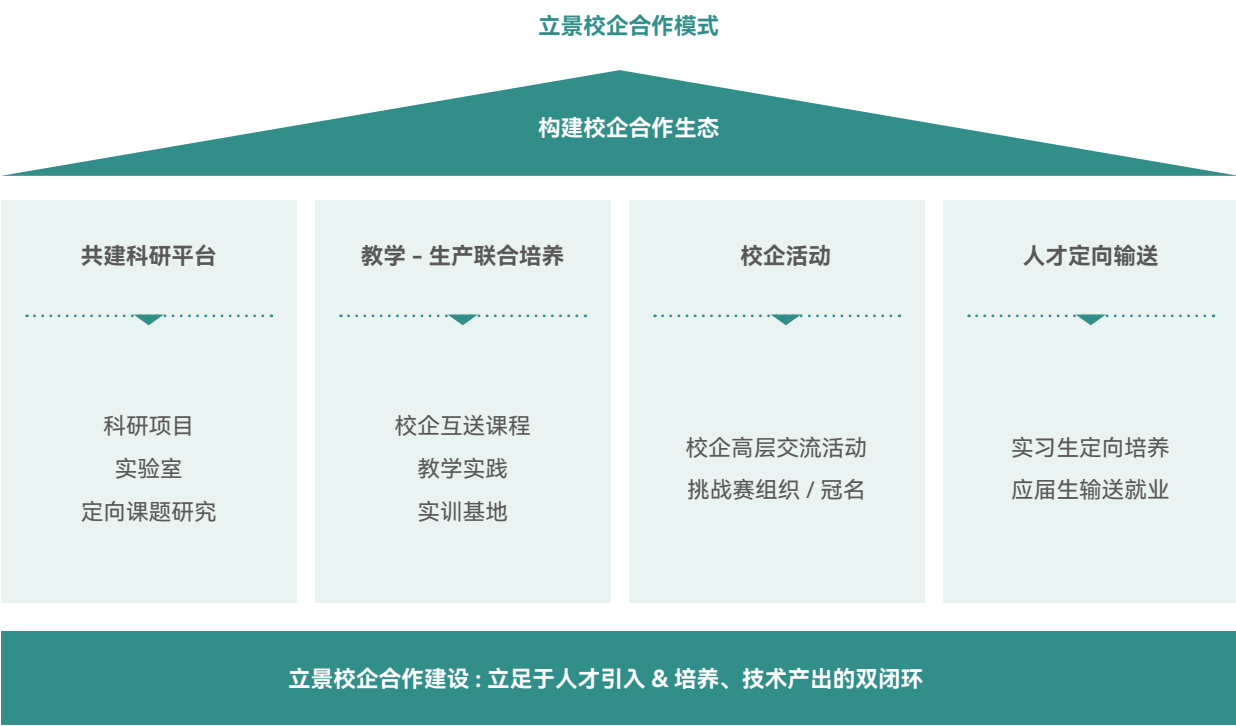 立景校企合作模式
构建校企合作生态
共建科研平台
科研项目
实验室
定向课题研究
教学 – 生产联合培养
校企互送课程
教学实践
实训基地
校企活动
校企高层交流活动
挑战赛组织 / 冠名
人才定向输送
实习生定向培养
应届生输送就业
立景校企合作建设 : 立足于人才引入 & 培养、技术产出的双闭环